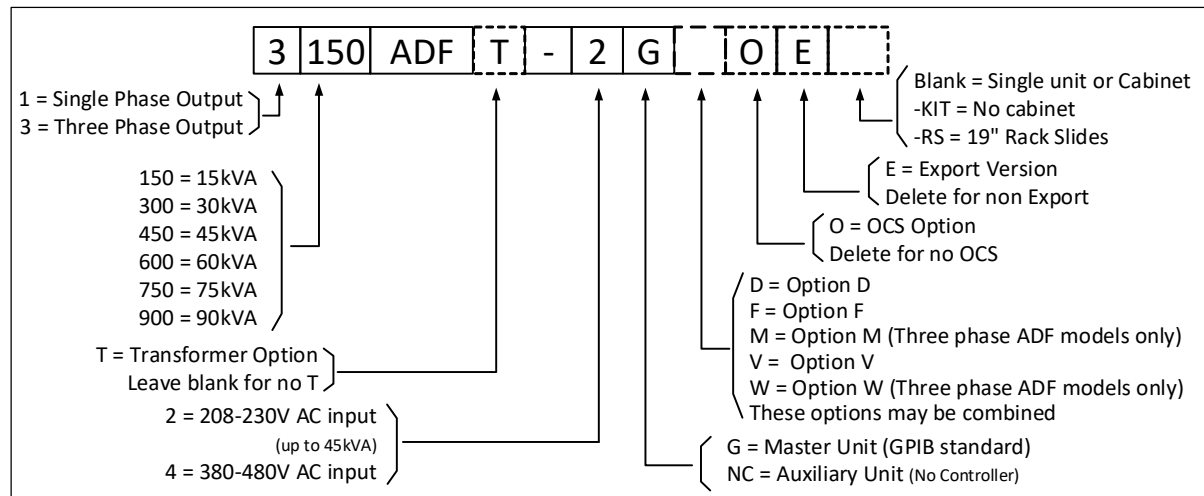 3 150 ADF T - 2 G O E
1 = Single Phase Output
3 = Three Phase Output
150 = 15kVA
300 = 30kVA
450 = 45kVA
600 = 60kVA
750 = 75kVA
900 = 90kVA
T = Transformer Option
Leave blank for no T
2 = 208-230V AC input
(up to 45kVA)
4 = 380-480V AC input
Blank = Single unit or Cabinet
-KIT = No cabinet
-RS = 19" Rack Slides
E = Export Version
Delete for non Export
O = OCS Option
Delete for no OCS
D = Option D
F = Option F
M = Option M (Three phase ADF models only)
V = Option V
W = Option W (Three phase ADF models only)
These options may be combined
G = Master Unit (GPIB standard)
NC = Auxiliary Unit (No Controller)